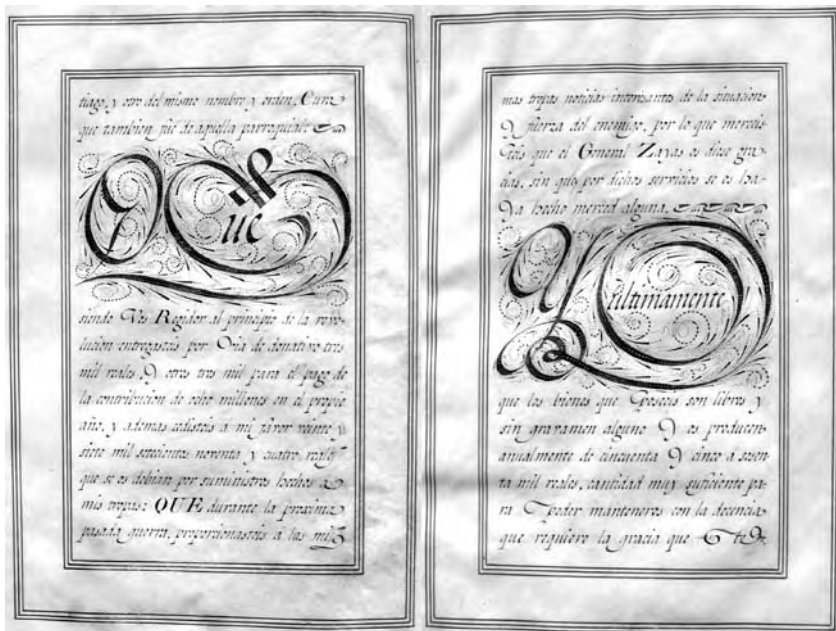 tiago, y otro del mismo nombre y orden, Cura
que tambien fue de aquella parroquial:
Que
siendo Vos Regidor al principio de la revo-
lucion entregasteis por Via de donativo tres
mil reales, Y otros tres mil para el pago de
la contribucion de ocho millones en el propio
año, y ademas cedisteis á mi favor veinte y
siete mil setecientos noventa y cuatro reales
que se os debian por suministros hechos á
mis tropas: QUE durante la proxima
pasada guerra, proporcionasteis á las mis
mas tropas noticias interesantes de la situacion
Y fuerza del enemigo, por lo que merecis-
teis que el General Zayas os diese gra-
cias, sin que por dichos servicios se os ha-
Ya hecho merced alguna.
Y últimamente
que los bienes que Poseeis son libres y
sin gravamen alguno Y os producen
anualmente de cincuenta Y cinco á sesen-
ta mil reales, cantidad muy suficiente pa-
ra Poder manteneros con la decencia
que requiere la gracia que